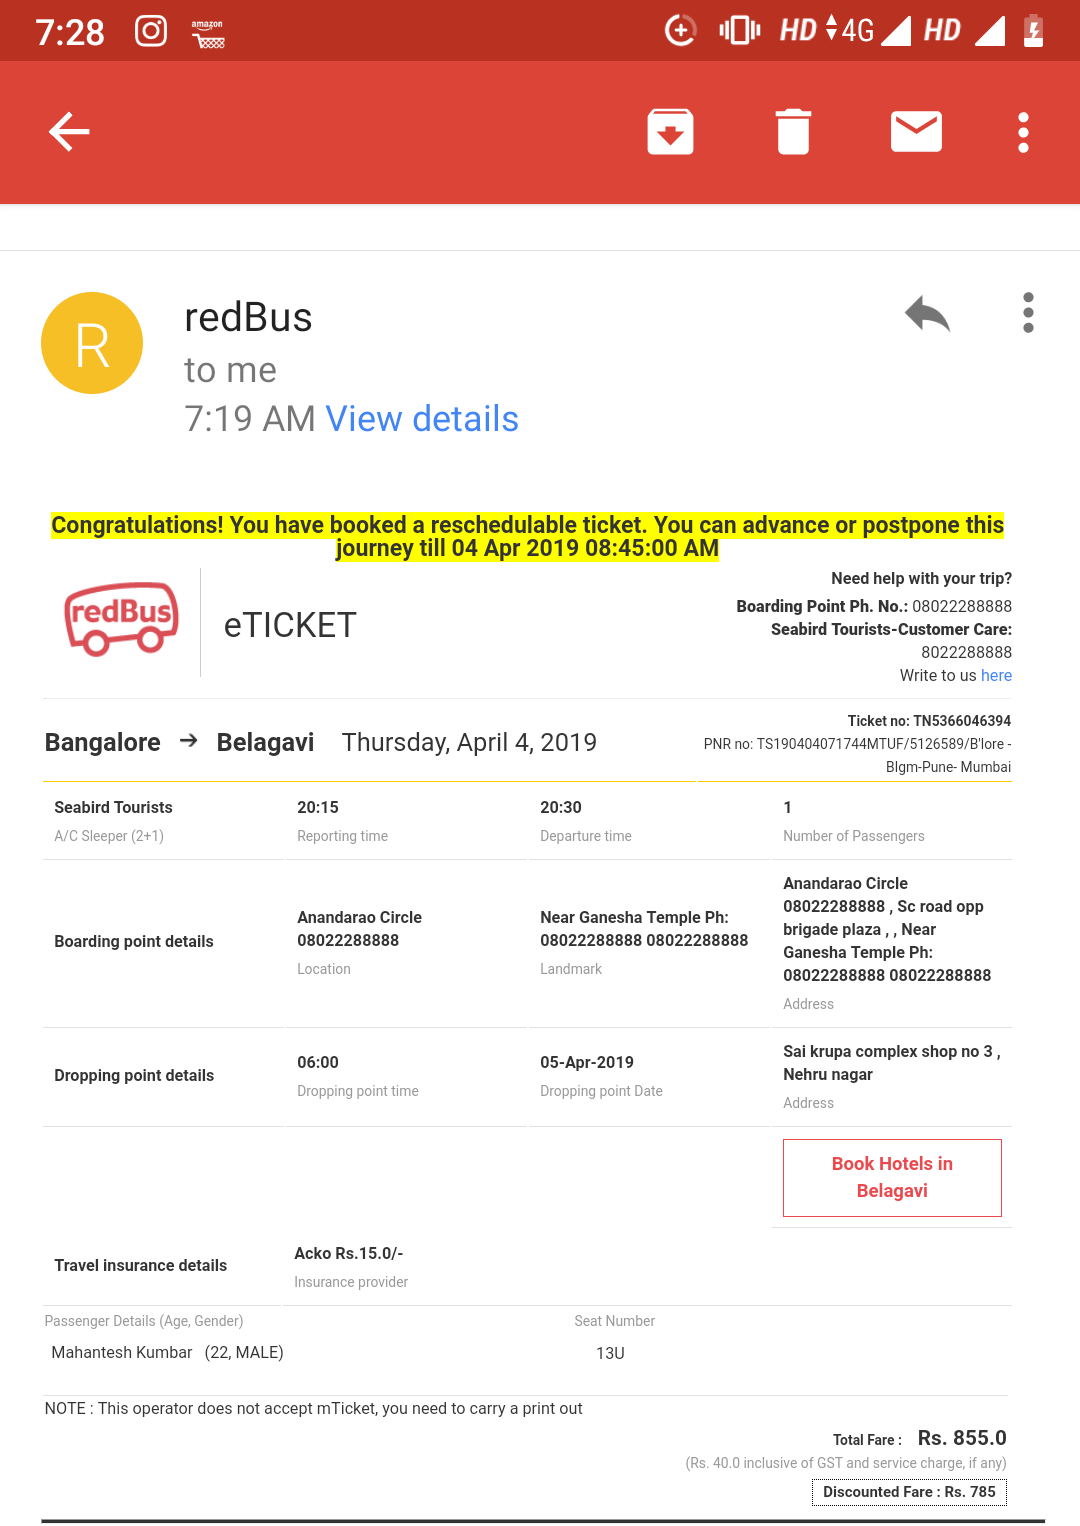 7:28
amazon
HD 4G HD
R
redBus
to me
7:19 AM View details
Congratulations! You have booked a reschedulable ticket. You can advance or postpone this
journey till 04 Apr 2019 08:45:00 AM
redBus
eTICKET
Need help with your trip?
Boarding Point Ph. No.: 08022288888
Seabird Tourists-Customer Care:
8022288888
Write to us here
Bangalore → Belagavi Thursday, April 4, 2019
Ticket no: TN5366046394
PNR no: TS190404071744MTUF/5126589/B'lore -
Blgm-Pune- Mumbai
Seabird Tourists
A/C Sleeper (2+1)
20:15
Reporting time
20:30
Departure time
1
Number of Passengers
Boarding point details
Anandarao Circle
08022288888
Location
Near Ganesha Temple Ph:
08022288888 08022288888
Landmark
Anandarao Circle
08022288888 , Sc road opp
brigade plaza , , Near
Ganesha Temple Ph:
08022288888 08022288888
Address
Dropping point details
06:00
Dropping point time
05-Apr-2019
Dropping point Date
Sai krupa complex shop no 3 ,
Nehru nagar
Address
Book Hotels in
Belagavi
Travel insurance details
Acko Rs.15.0/-
Insurance provider
Passenger Details (Age, Gender)
Seat Number
Mahantesh Kumbar (22, MALE)
13U
NOTE : This operator does not accept mTicket, you need to carry a print out
Total Fare : Rs. 855.0
(Rs. 40.0 inclusive of GST and service charge, if any)
Discounted Fare : Rs. 785